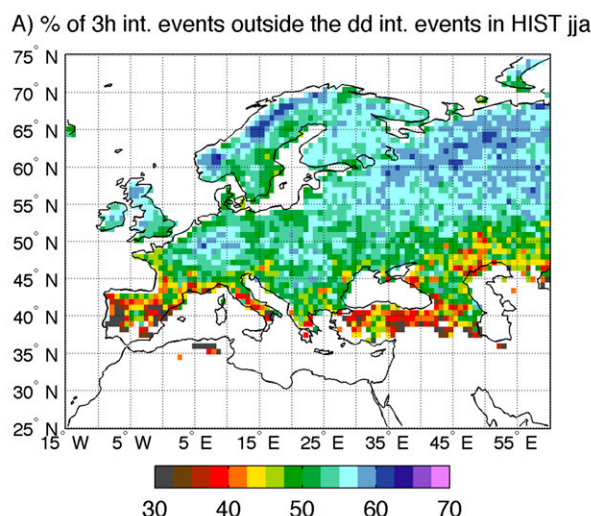 A) % of 3h int. events outside the dd int. events in HIST jja
75° N
70° N
65° N
60° N
55° N
50° N
45° N
40° N
35° N
30° N
25° N
15° W 5° W 5° E 15° E 25° E 35° E 45° E 55° E
30 40 50 60 70